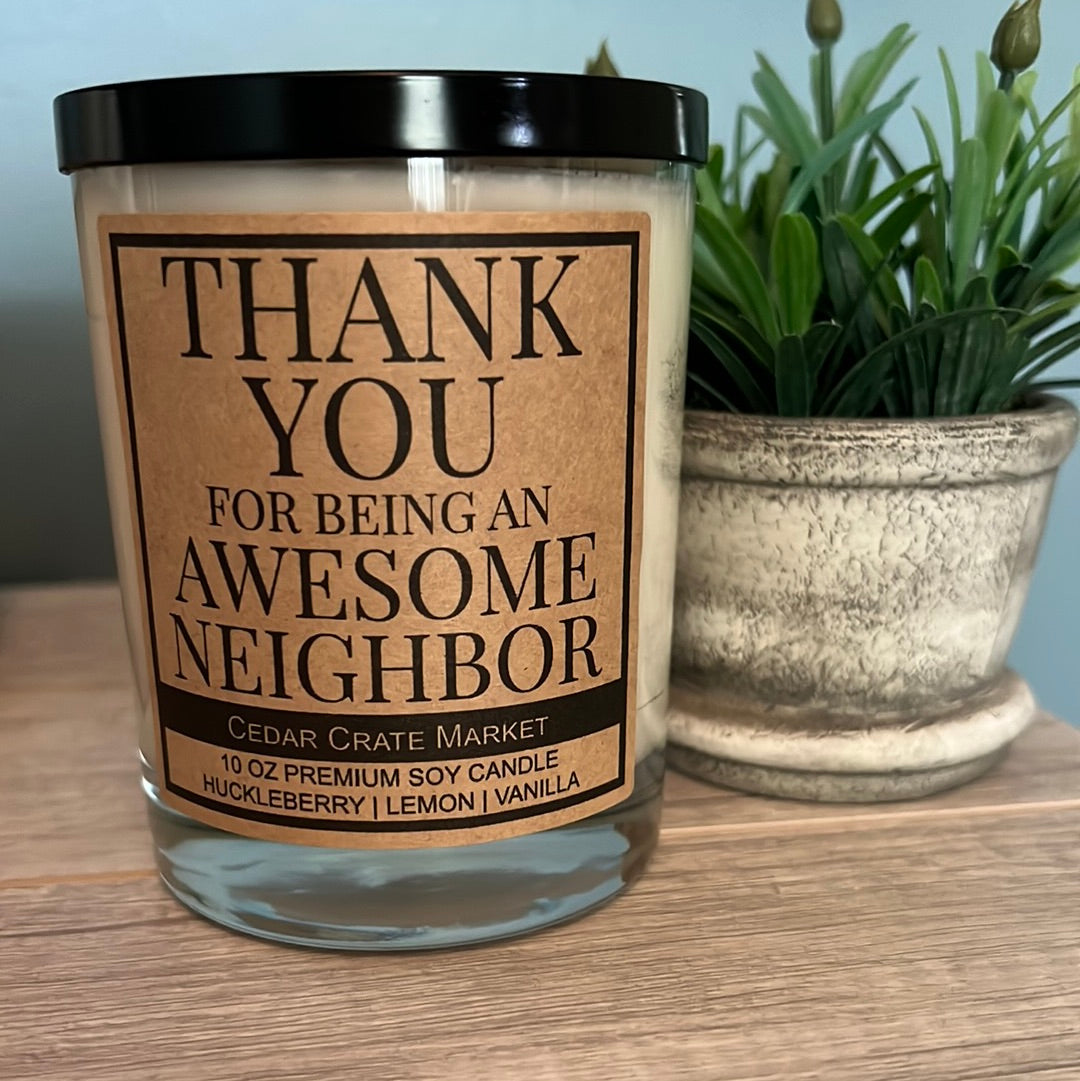 THANK
YOU
FOR BEING AN
AWESOME
NEIGHBOR
CEDAR CRATE MARKET
10 OZ PREMIUM SOY CANDLE
HUCKLEBERRY | LEMON | VANILLA